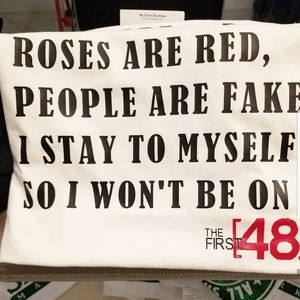 ROSES ARE RED,
PEOPLE ARE FAKE
I STAY TO MYSELF
SO I WON'T BE ON
THE
FIRST
[48